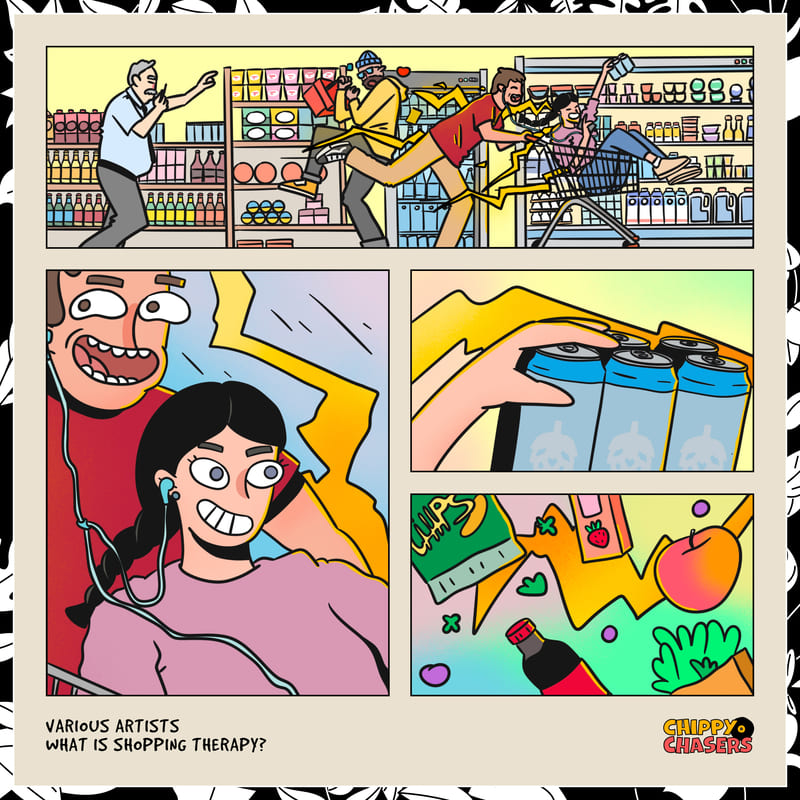 CHIPS
VARIOUS ARTISTS
WHAT IS SHOPPING THERAPY?
CHIPPY
CHASERS